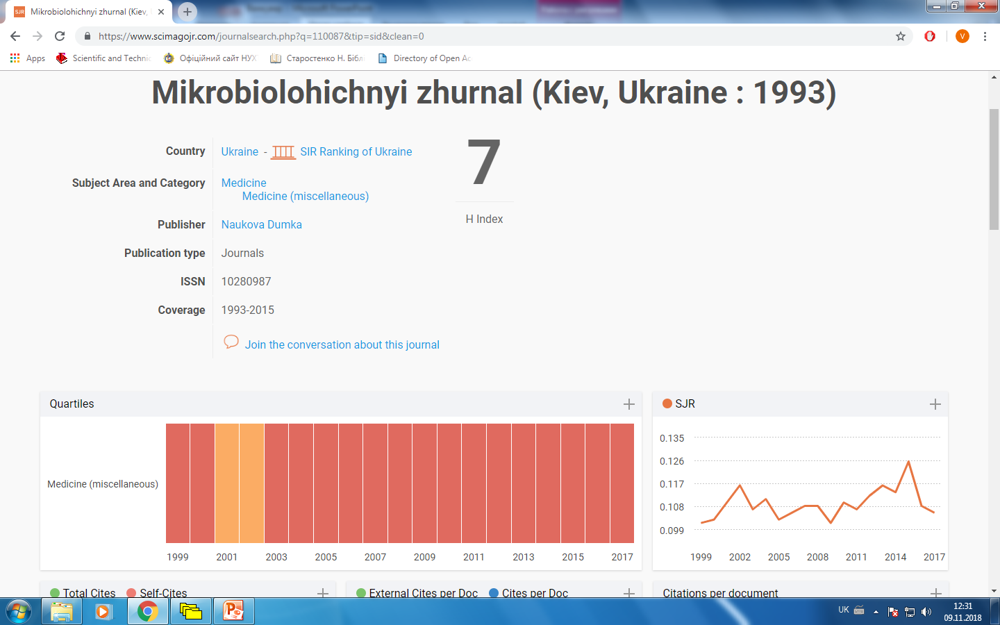 SJR Mikrobiolohichnyi zhurnal (Kiev,
https://www.scimagojr.com/journalsearch.php?q=110087&tip=sid&clean=0
V
Apps Scientific and Technic Офіційний сайт НУХТ Старостенко Н. Бібл Directory of Open Ac
Mikrobiolohichnyi zhurnal (Kiev, Ukraine : 1993)
Country Ukraine - SIR Ranking of Ukraine
7
H Index
Subject Area and Category Medicine
Medicine (miscellaneous)
Publisher Naukova Dumka
Publication type Journals
ISSN 10280987
Coverage 1993-2015
Join the conversation about this journal
Quartiles
Medicine (miscellaneous)
1999 2001 2003 2005 2007 2009 2011 2013 2015 2017
SJR
0.135
0.126
0.117
0.108
0.099
1999 2002 2005 2008 2011 2014 2017
Total Cites Self-Cites
External Cites per Doc Cites per Doc
Citations per document
UK
12:31
09.11.2018